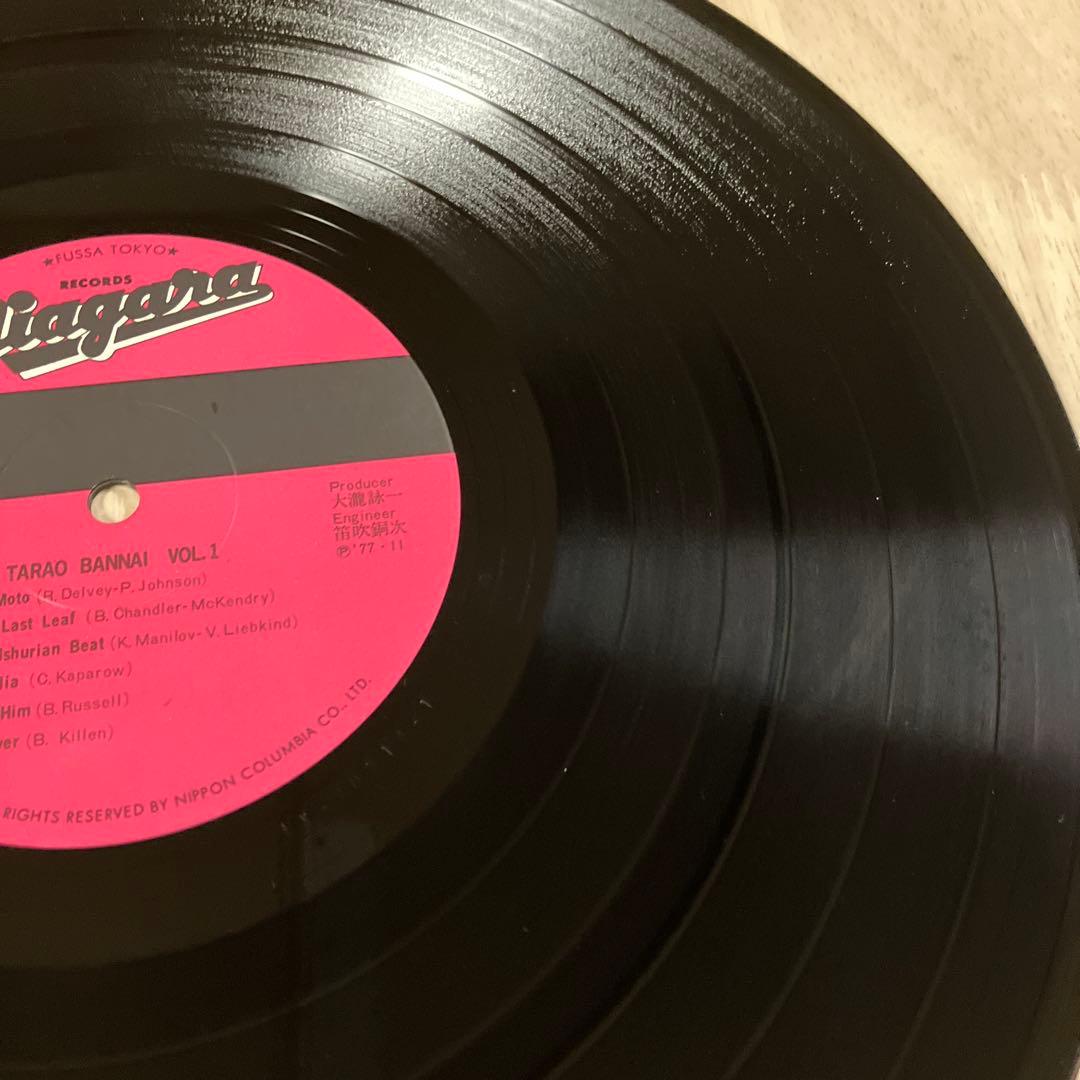 ★FUSSA TOKYO★
RECORDS
iagara
Producer
大瀧詠一
Engineer
笛吹銅次
Ⓟ'77・11
TARAO BANNAI VOL.1
Moto (R. Delvey-P. Johnson)
Last Leaf (B. Chandler-McKendry)
shurian Beat (K. Manilov-V. Liebkind)
lia (C. Kaparow)
Him (B. Russell)
ver (B. Killen)
RIGHTS RESERVED BY NIPPON COLUMBIA CO., LTD.